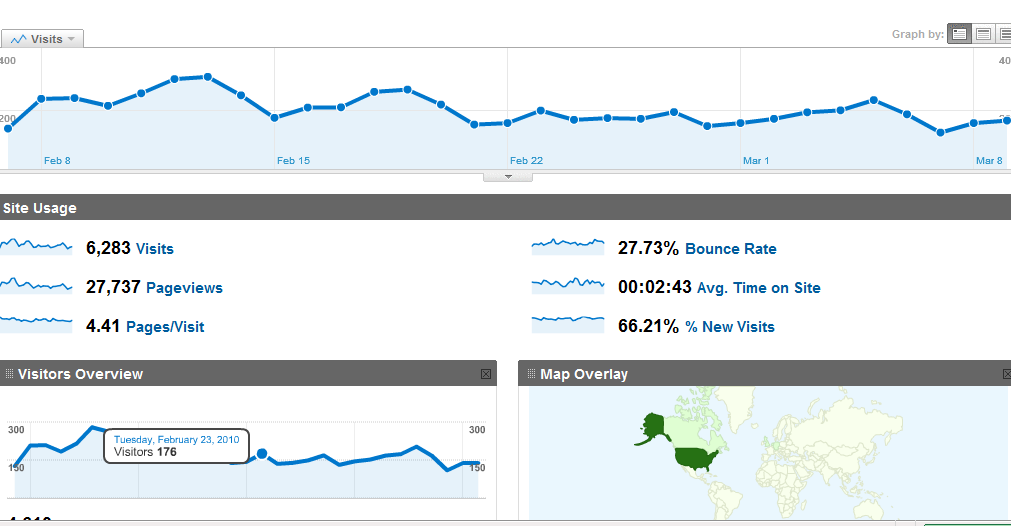 Visits
Graph by:
400
40
200
Feb 8
Feb 15
Feb 22
Mar 1
Mar 8
Site Usage
6,283 Visits
27.73% Bounce Rate
27,737 Pageviews
00:02:43 Avg. Time on Site
4.41 Pages/Visit
66.21% % New Visits
Visitors Overview
Map Overlay
300
300
Tuesday, February 23, 2010
Visitors 176
150
150